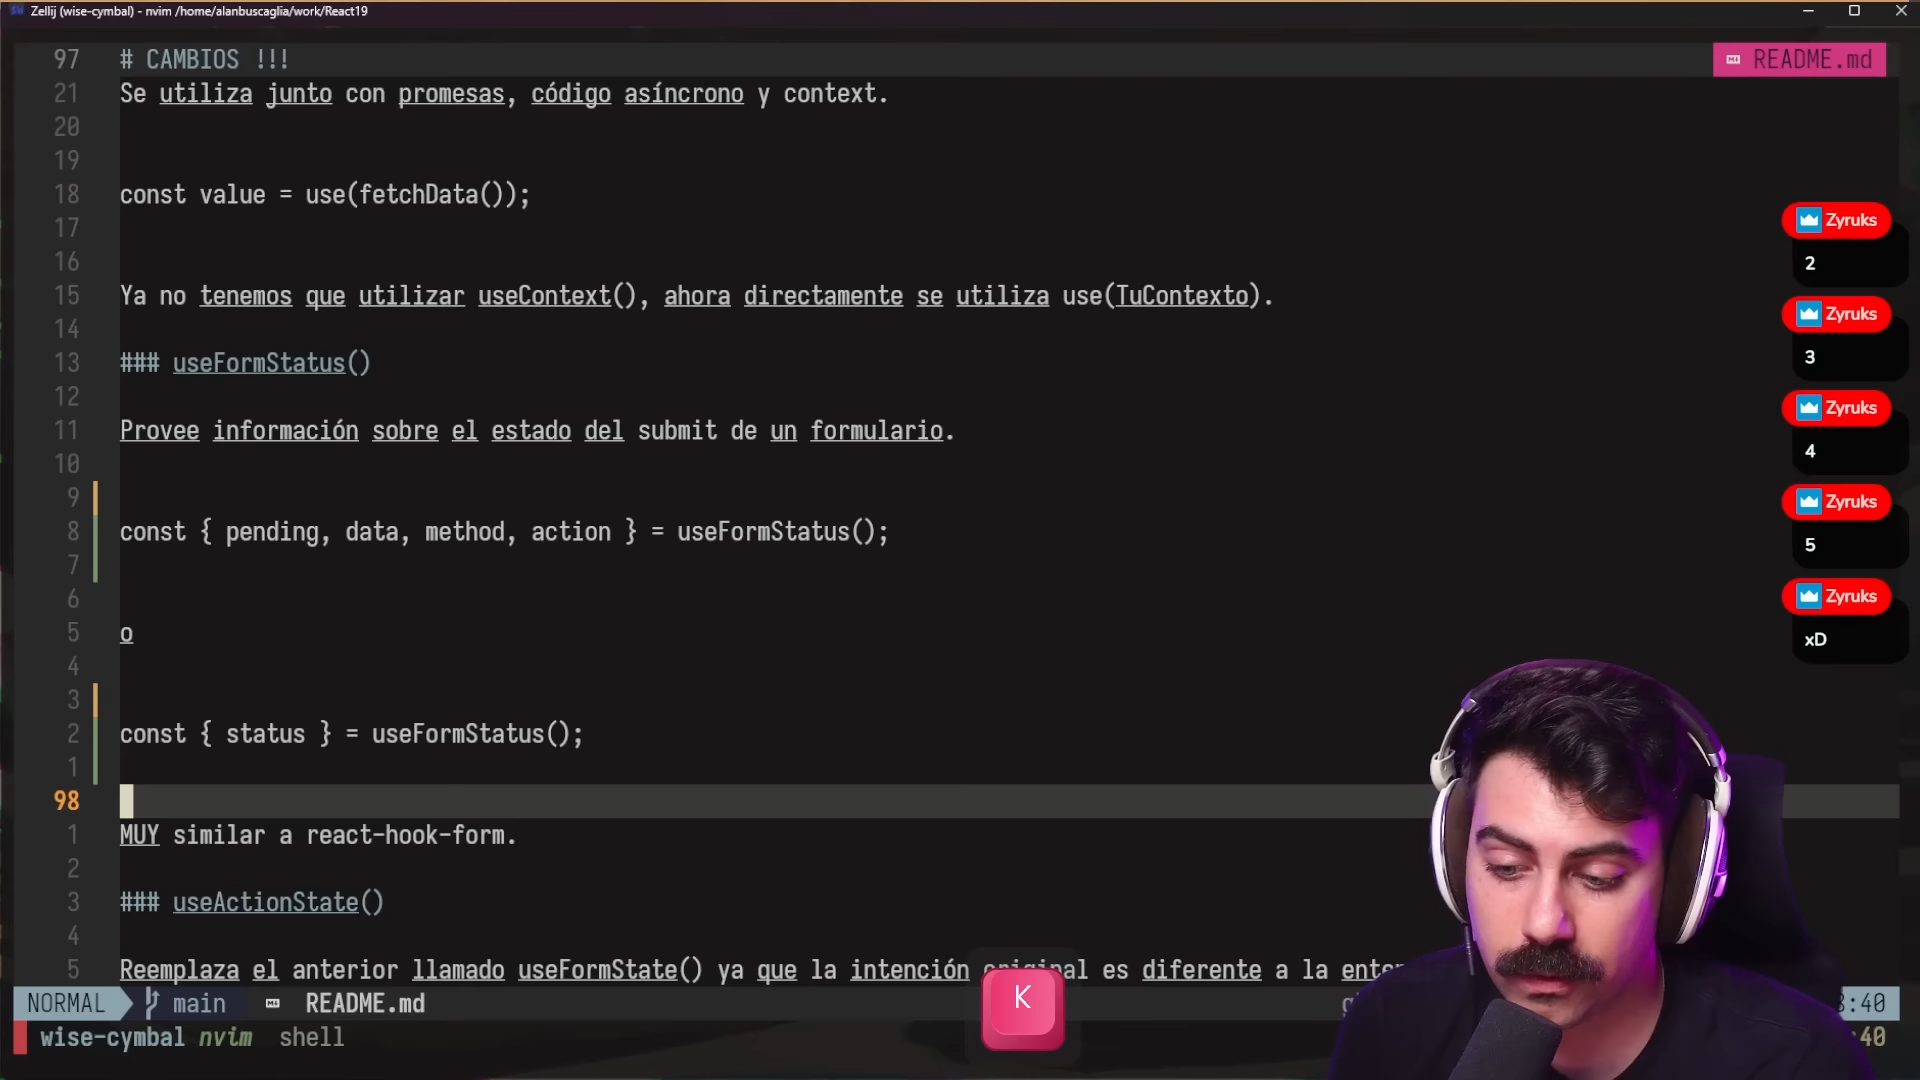 Zellij (wise-cymbal) - nvim /home/alanbuscaglia/work/React19
97 # CAMBIOS !!!
README.md
21 Se utiliza junto con promesas, código asíncrono y context.
20
19
18 const value = use(fetchData());
17
16
15 Ya no tenemos que utilizar useContext(), ahora directamente se utiliza use(TuContexto).
14
13 ### useFormStatus()
12
11 Provee información sobre el estado del submit de un formulario.
10
9
8 const { pending, data, method, action } = useFormStatus();
7
6
5 o
4
3
2 const { status } = useFormStatus();
1
98
1 MUY similar a react-hook-form.
2
3 ### useActionState()
4
5 Reemplaza el anterior llamado useFormState() ya que la intención original es diferente a la
NORMAL main README.md
:40
wise-cymbal nvim shell
:40
Zyruks
2
Zyruks
3
Zyruks
4
Zyruks
5
Zyruks
xD
K